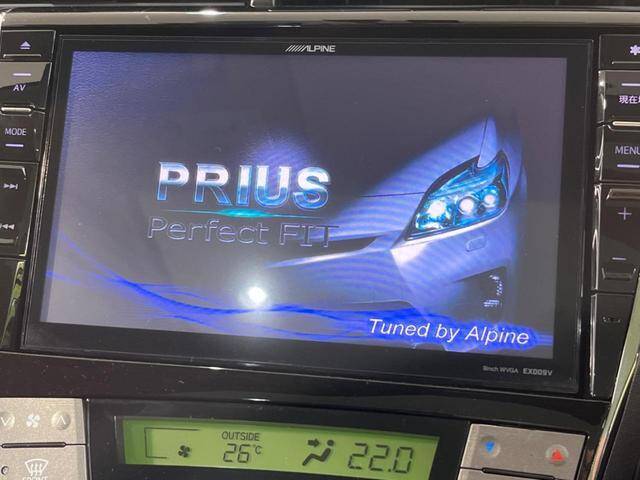 ALPINE
AV
MODE
現在
MENU
PRIUS
Perfect FIT
Tuned by Alpine
8inch WVGA EX009V
OUTSIDE
26°C
22.0
FRONT